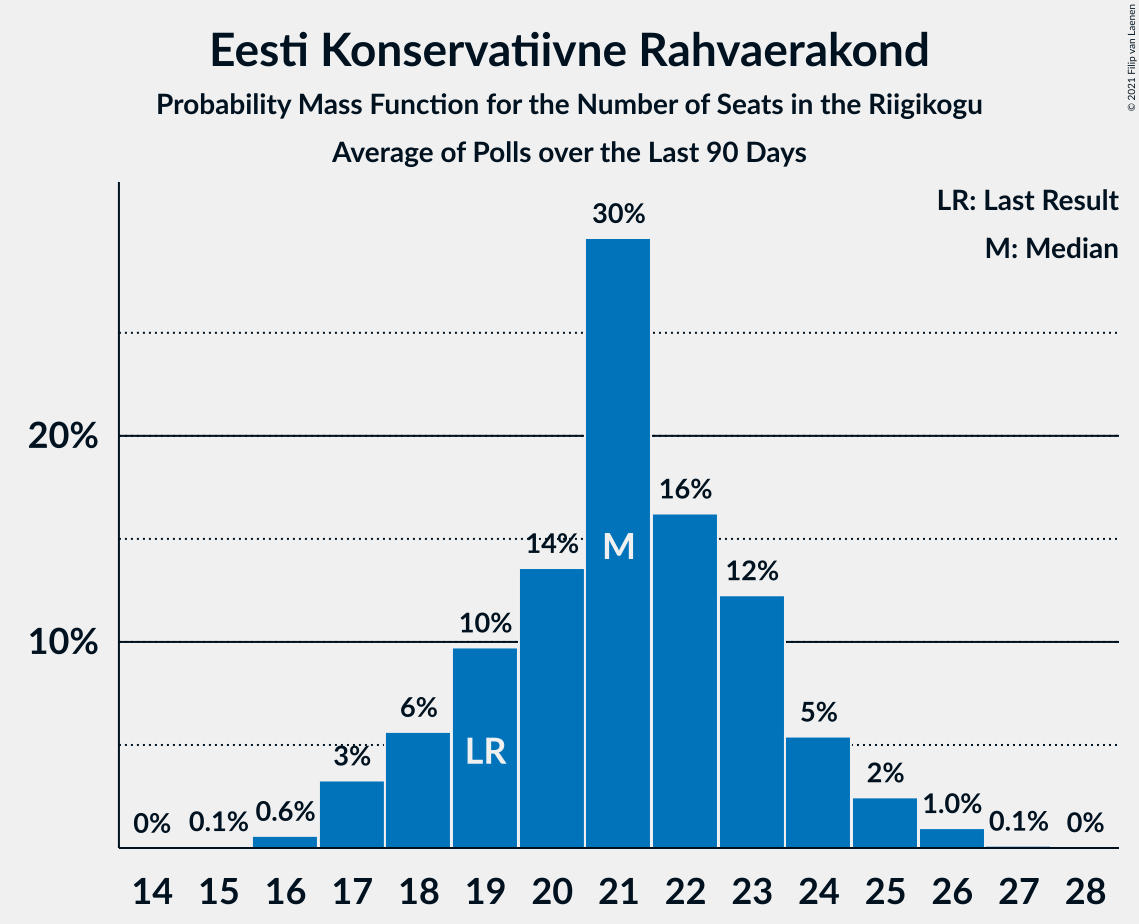 Eesti Konservatiivne Rahvaerakond
Probability Mass Function for the Number of Seats in the Riigikogu
Average of Polls over the Last 90 Days
© 2021 Filip van Laenen
LR: Last Result
M: Median
20%
10%
0%
0.1%
0.6%
3%
6%
10%
14%
30%
16%
12%
5%
2%
1.0%
0.1%
0%
LR
M
14 15 16 17 18 19 20 21 22 23 24 25 26 27 28